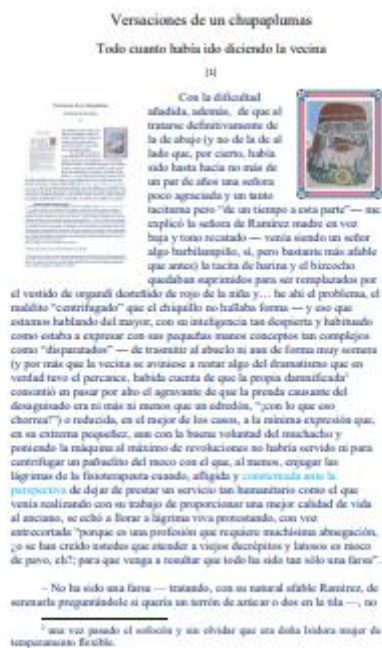 Versaciones de un chupaplumas
Todo cuanto había ido diciendo la vecina
[4]
Con la dificultad
añadida, además, de que al
tratarse definitivamente de
la de abajo (y no de la de al
lado que, por cierto, había
sido hasta hacía no más de
un par de años una señora
poco agraciada y un tanto
taciturna pero "de un tiempo a esta parte" — me
explicó la señora de Ramírez madre en voz
baja y tono recatado — venía siendo un señor
algo barbilampiño, sí, pero bastante más afable
que antes) la tacita de harina y el bizcocho
quedaban suprimidos para ser remplazados por
el vestido de organdí desteñido de rojo de la niña y… he ahí el problema, el
maldito "centrifugado" que el chiquillo no hallaba forma — y eso que
estamos hablando del mayor, con su inteligencia tan despierta y habituado
como estaba a expresar con sus pequeñas manos conceptos tan complejos
como "disparatados" — de trasmitir al abuelo ni aun de forma muy somera
(y por más que la vecina se aviniese a restar algo del dramatismo que en
verdad tuvo el percance, habida cuenta de que la propia damnificada¹
consintió en pasar por alto el agravante de que la prenda causante del
desaguisado era ni más ni menos que un edredón, "¡con lo que eso
chorrea!") o reducida, en el mejor de los casos, a la mínima expresión que,
en su extrema pequeñez, aun con la buena voluntad del muchacho y
poniendo la máquina al máximo de revoluciones no habría servido ni para
centrifugar un pañuelito del moco con el que, al menos, enjugar las
lágrimas de la fisioterapeuta cuando, afligida y consternada ante la
perspectiva de dejar de prestar un servicio tan humanitario como el que
venía realizando con su trabajo de proporcionar una mejor calidad de vida
al anciano, se echó a llorar a lágrima viva protestando, con voz
entrecortada "porque es una profesión que requiere muchísima abnegación,
¿o se han creído ustedes que atender a viejos decrépitos y latosos es moco
de pavo, eh?; para que venga a resultar que todo ha sido tan sólo una farsa".
– No ha sido una farsa — tratando, con su natural afable Ramírez, de
serenarla preguntándole si quería un terrón de azúcar o dos en la tila —, no
¹ una vez pasado el sofocón y sin olvidar que era doña Isidora mujer de
temperamento flexible.